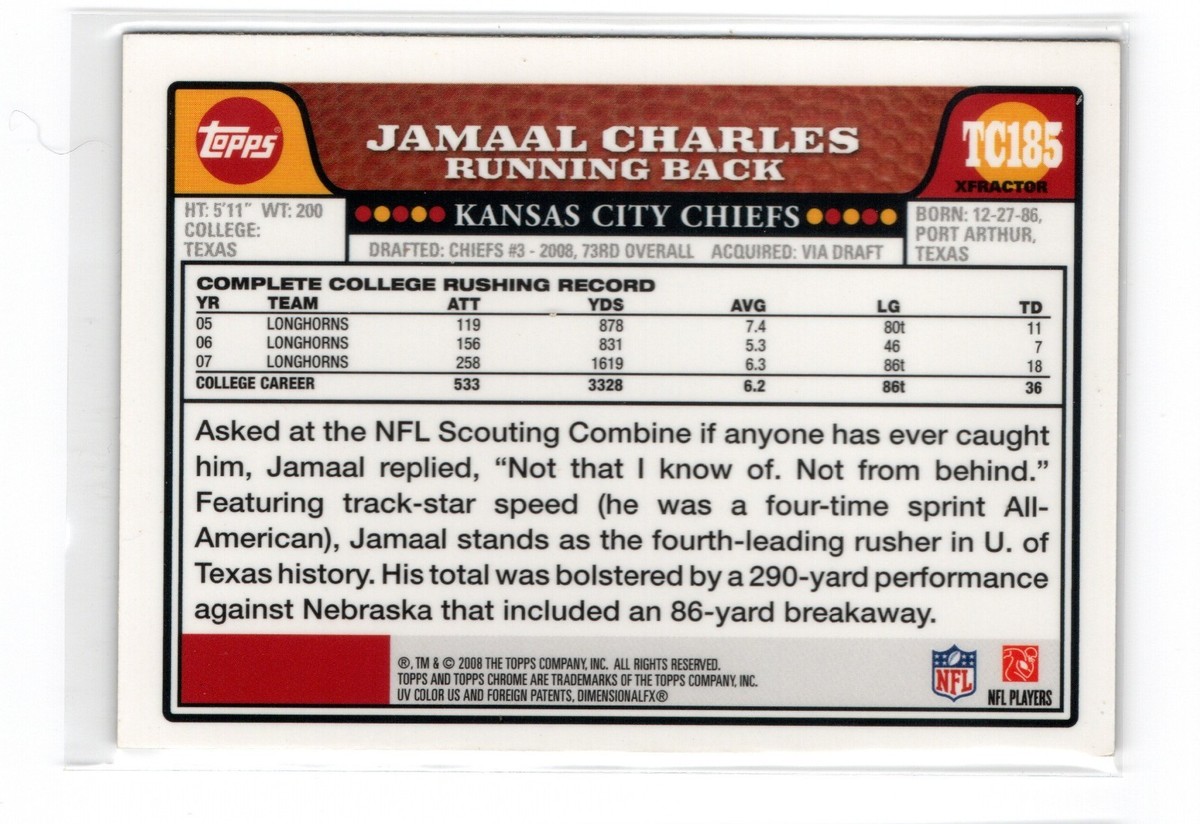 topps
JAMAAL CHARLES
RUNNING BACK
TC185
XFRACTOR
HT: 5'11" WT: 200
COLLEGE:
TEXAS
KANSAS CITY CHIEFS
DRAFTED: CHIEFS #3 - 2008, 73RD OVERALL ACQUIRED: VIA DRAFT
BORN: 12-27-86,
PORT ARTHUR,
TEXAS
COMPLETE COLLEGE RUSHING RECORD
YR TEAM ATT YDS AVG LG TD
05 LONGHORNS 119 878 7.4 80t 11
06 LONGHORNS 156 831 5.3 46 7
07 LONGHORNS 258 1619 6.3 86t 18
COLLEGE CAREER 533 3328 6.2 86t 36
Asked at the NFL Scouting Combine if anyone has ever caught
him, Jamaal replied, “Not that I know of. Not from behind.”
Featuring track-star speed (he was a four-time sprint All-
American), Jamaal stands as the fourth-leading rusher in U. of
Texas history. His total was bolstered by a 290-yard performance
against Nebraska that included an 86-yard breakaway.
®, TM & © 2008 THE TOPPS COMPANY, INC. ALL RIGHTS RESERVED.
TOPPS AND TOPPS CHROME ARE TRADEMARKS OF THE TOPPS COMPANY, INC.
UV COLOR US AND FOREIGN PATENTS, DIMENSIONALFX®
NFL
NFL PLAYERS